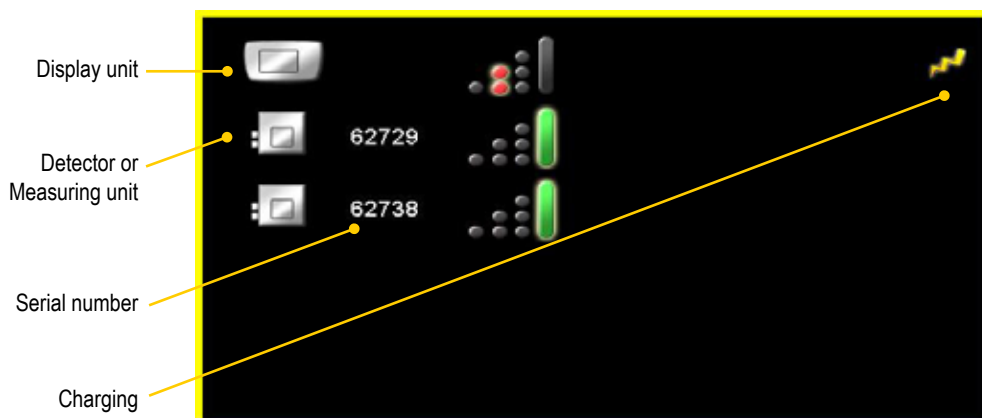 Display unit
62729
Detector or
Measuring unit
62738
Serial number
Charging